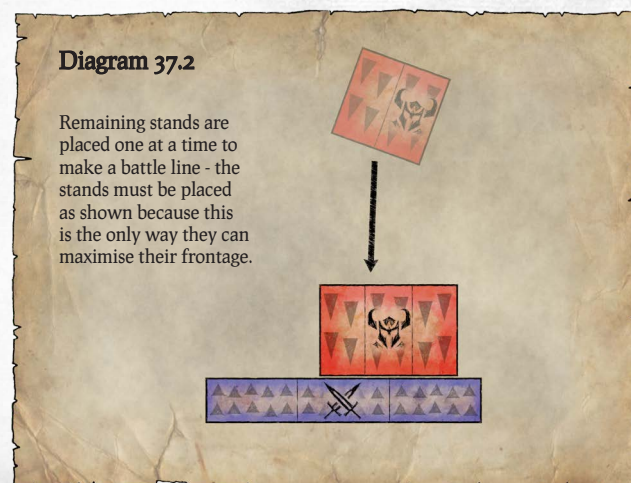 Diagram 37.2
Remaining stands are
placed one at a time to
make a battle line - the
stands must be placed
as shown because this
is the only way they can
maximise their frontage.